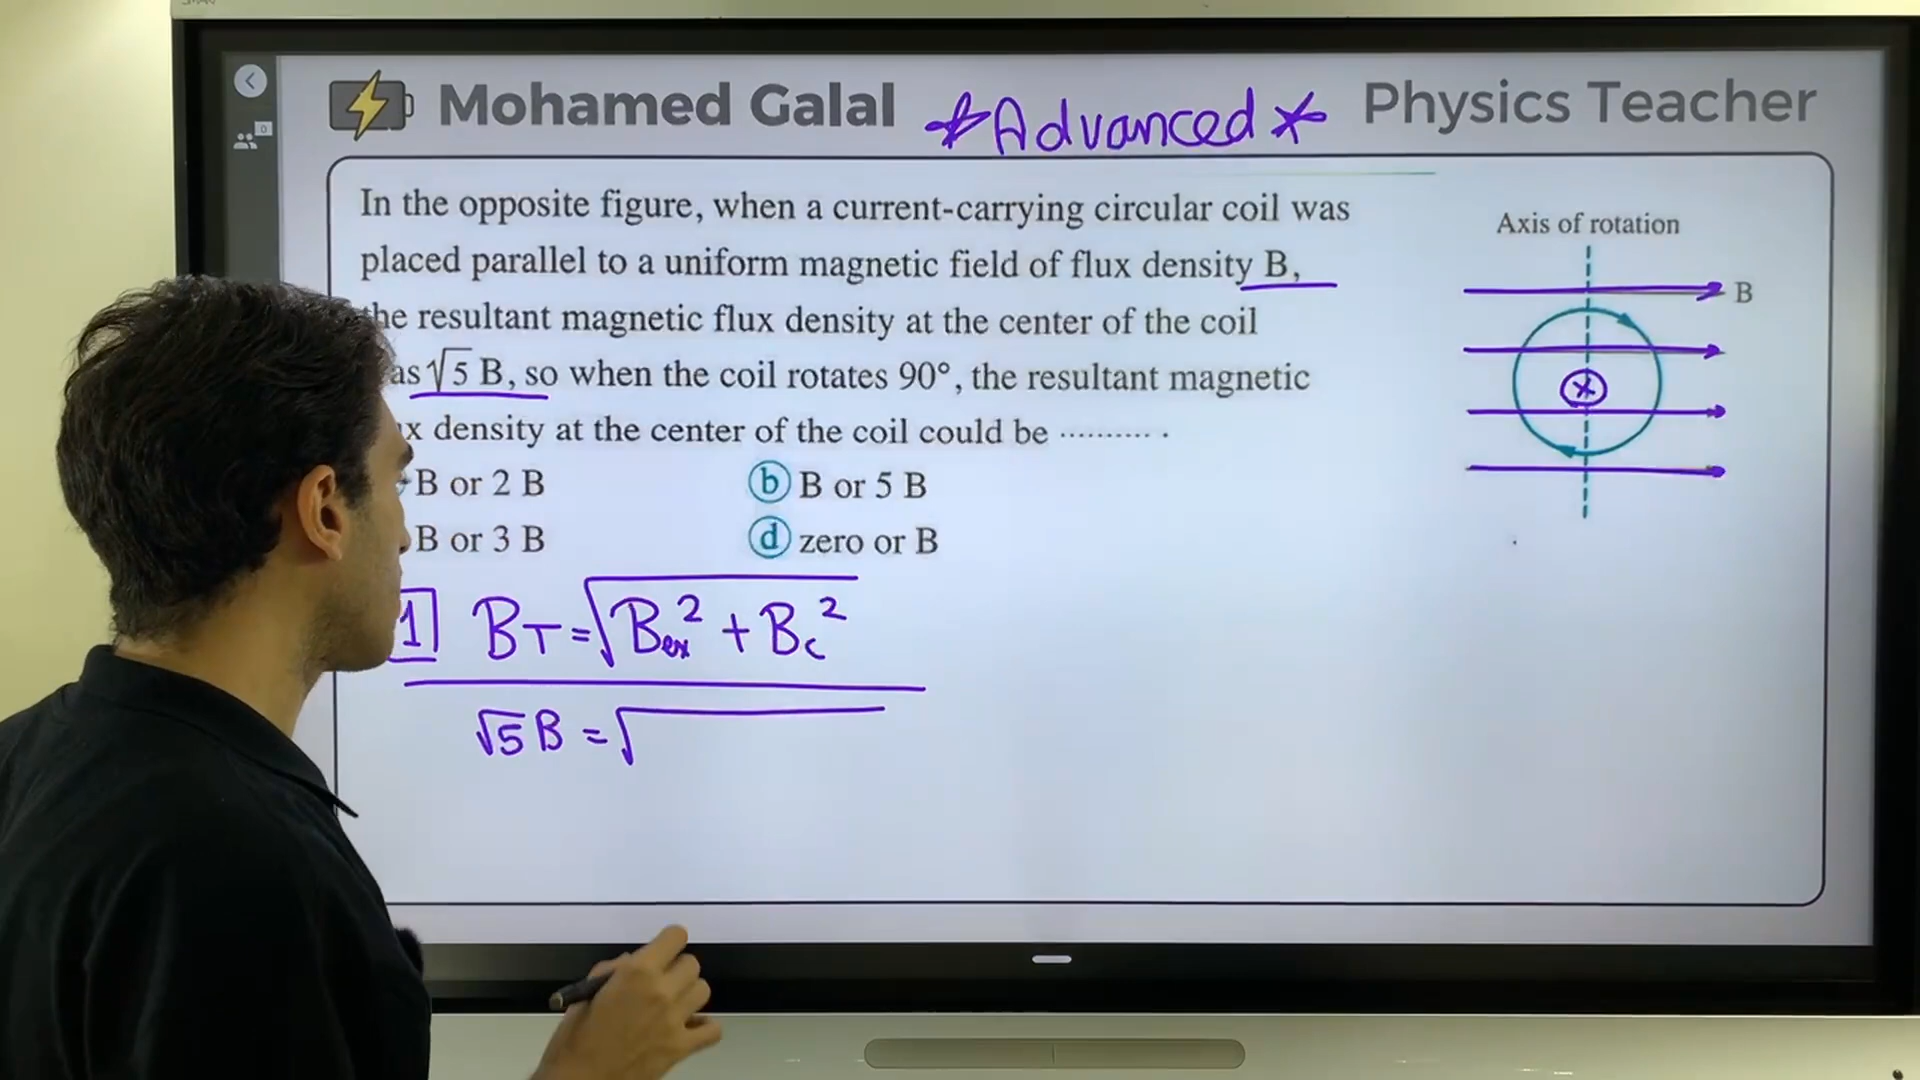 Mohamed Galal *Advanced* Physics Teacher
In the opposite figure, when a current-carrying circular coil was
placed parallel to a uniform magnetic field of flux density B,
the resultant magnetic flux density at the center of the coil
as √5 B, so when the coil rotates 90°, the resultant magnetic
x density at the center of the coil could be .......... .
B or 2 B
ⓑ B or 5 B
B or 3 B
ⓓ zero or B
Axis of rotation
B
1 BT = √(Bex² + Bc²)
√5 B = √
0